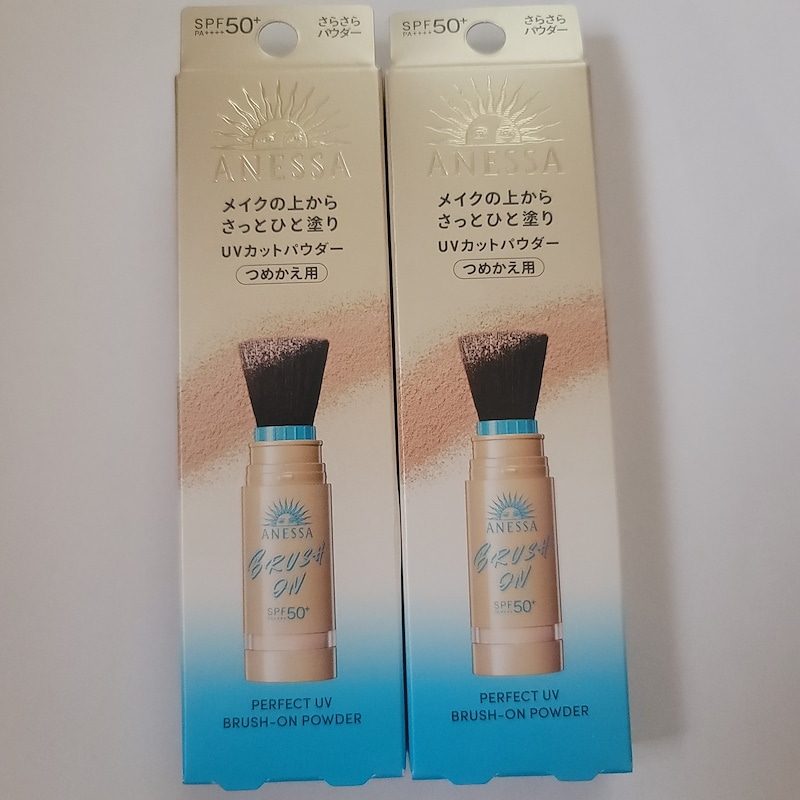 SPF50+
PA++++
さらさら
パウダー
ANESSA
メイクの上から
さっとひと塗り
UVカットパウダー
つめかえ用
ANESSA
BRUSH
ON
SPF50+
PA++++
PERFECT UV
BRUSH-ON POWDER
SPF50+
PA++++
さらさら
パウダー
ANESSA
メイクの上から
さっとひと塗り
UVカットパウダー
つめかえ用
ANESSA
BRUSH
ON
SPF50+
PA++++
PERFECT UV
BRUSH-ON POWDER